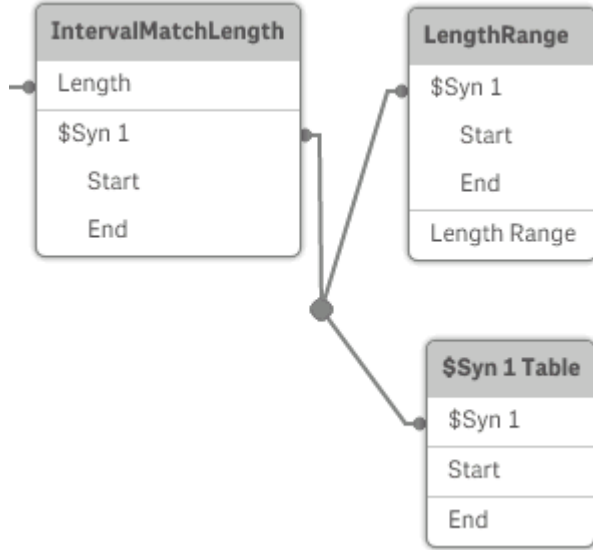 IntervalMatchLength
Length
$Syn 1
Start
End
LengthRange
$Syn 1
Start
End
Length Range
$Syn 1 Table
$Syn 1
Start
End